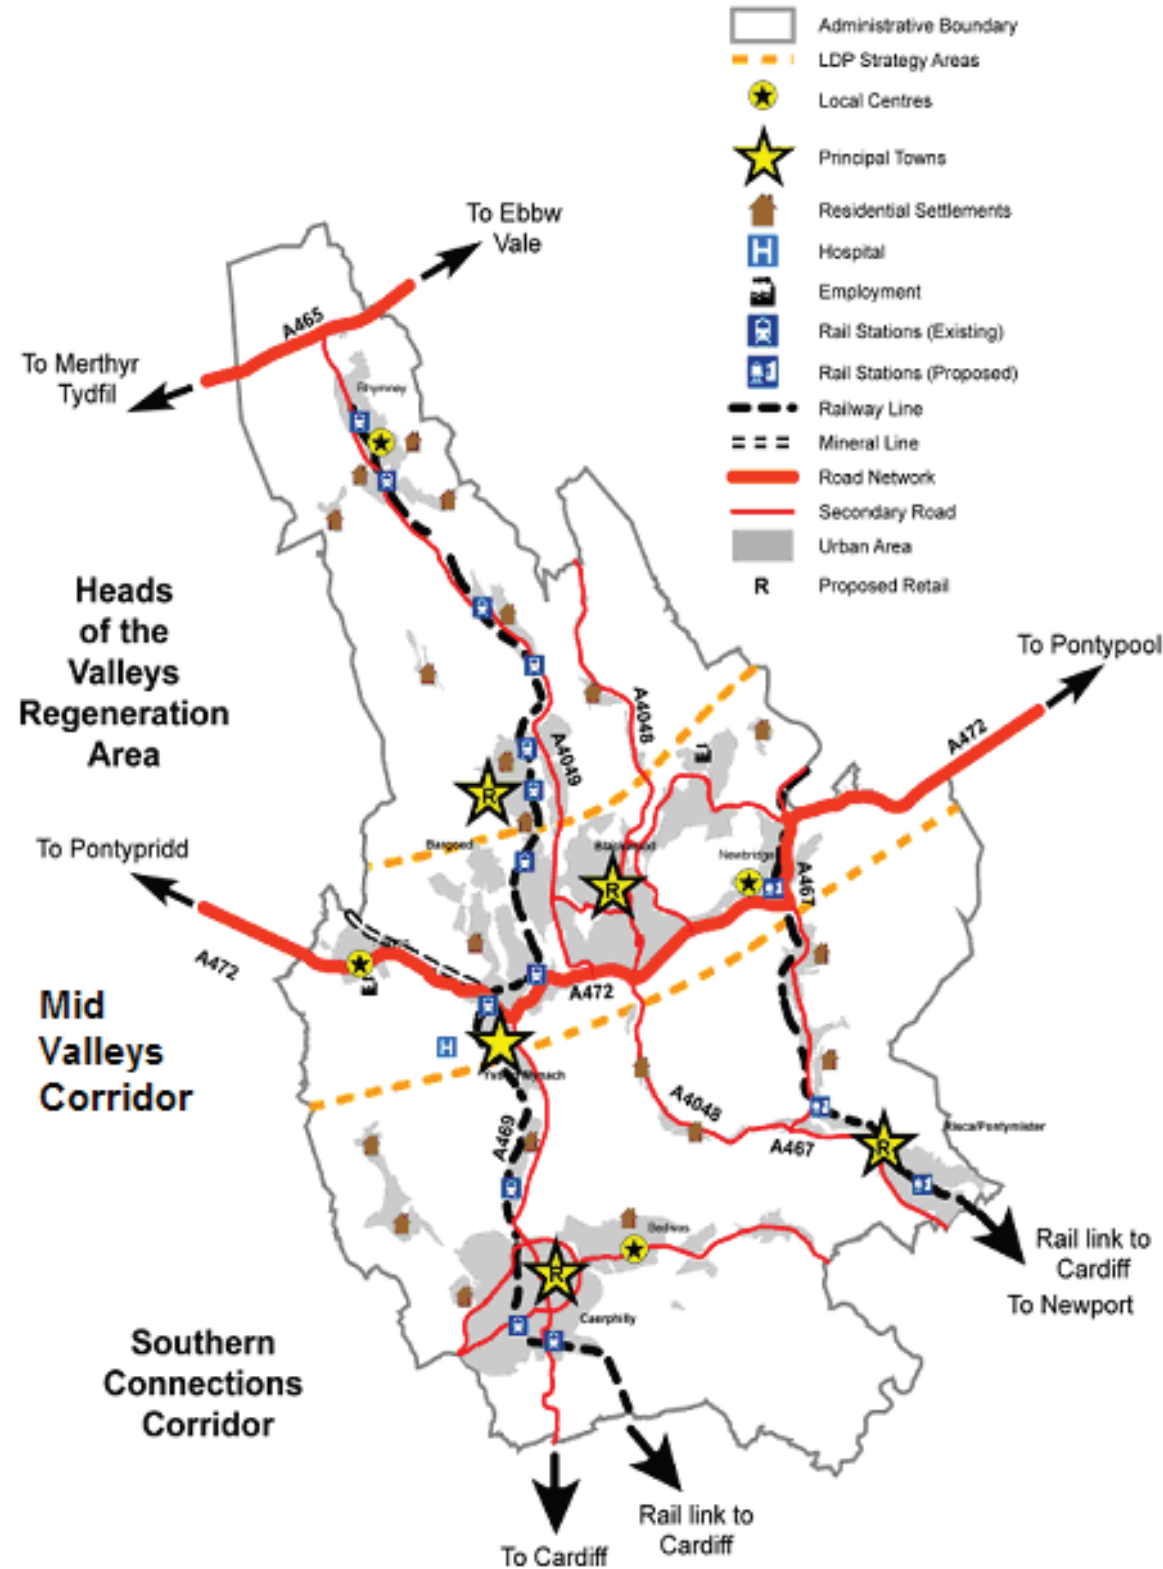 Administrative Boundary
LDP Strategy Areas
Local Centres
Principal Towns
Residential Settlements
H
Hospital
Employment
Rail Stations (Existing)
Rail Stations (Proposed)
Railway Line
Mineral Line
Road Network
Secondary Road
Urban Area
R
Proposed Retail
To Ebbw
Vale
A465
To Merthyr
Tydfil
Rhymney
Heads
of the
Valleys
Regeneration
Area
To Pontypool
A472
A4048
A4049
R
Bargoed
Blackwood
R
Newbridge
A467
To Pontypridd
A472
A472
Mid
Valleys
Corridor
H
Ystrad Mynach
A469
A4048
A467
Risca/Pontymister
R
Bedwas
R
Caerphilly
Rail link to
Cardiff
To Newport
Southern
Connections
Corridor
Rail link to
Cardiff
To Cardiff